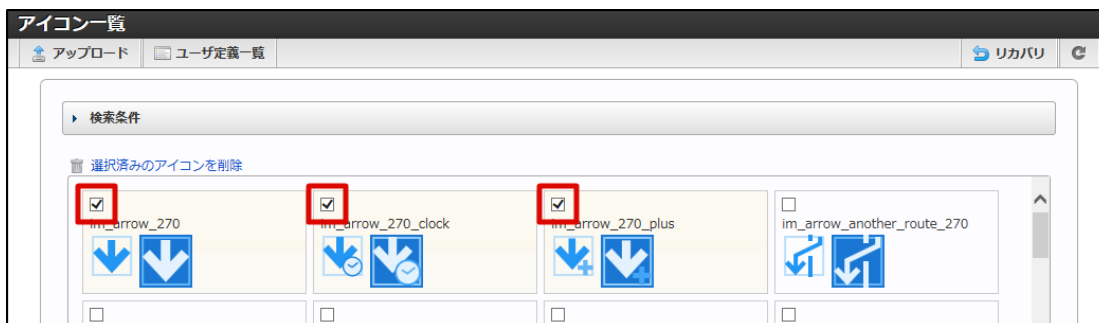 アイコン一覧
アップロード ユーザ定義一覧 リカバリ
検索条件
選択済みのアイコンを削除
im_arrow_270 im_arrow_270_clock im_arrow_270_plus im_arrow_another_route_270